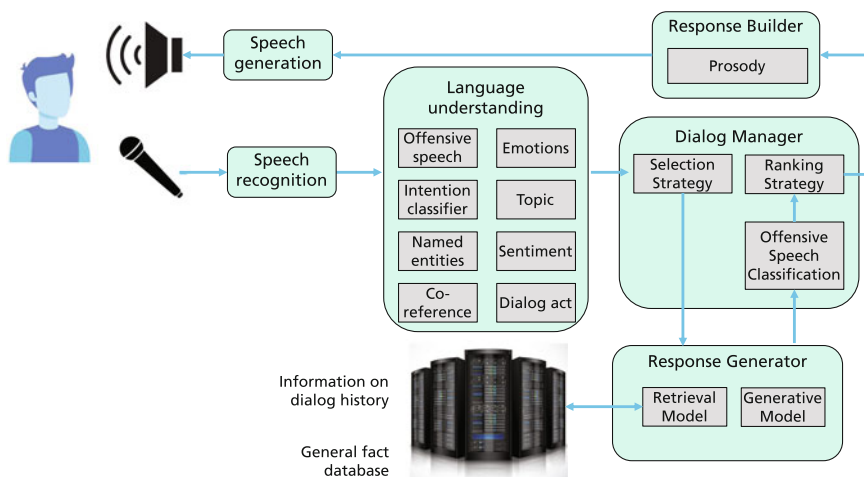 Speech
generation
Response Builder
Prosody
Speech
recognition
Language
understanding
Offensive
speech
Emotions
Intention
classifier
Topic
Named
entities
Sentiment
Co-
reference
Dialog act
Dialog Manager
Selection
Strategy
Ranking
Strategy
Offensive
Speech
Classification
Response Generator
Retrieval
Model
Generative
Model
Information on
dialog history
General fact
database